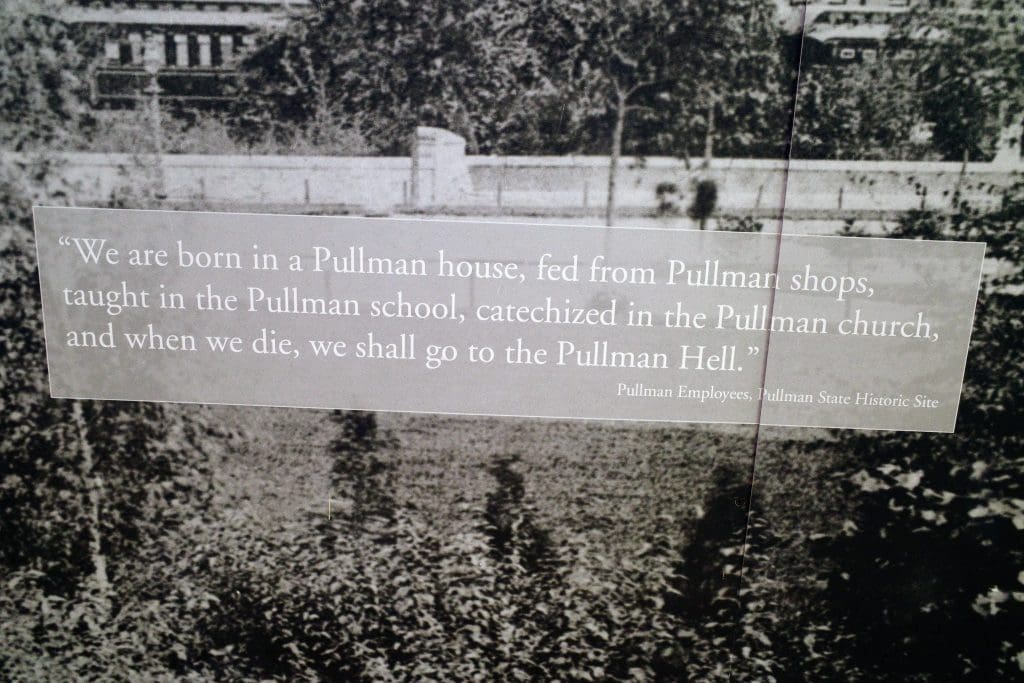 “We are born in a Pullman house, fed from Pullman shops,
taught in the Pullman school, catechized in the Pullman church,
and when we die, we shall go to the Pullman Hell.”
Pullman Employees, Pullman State Historic Site